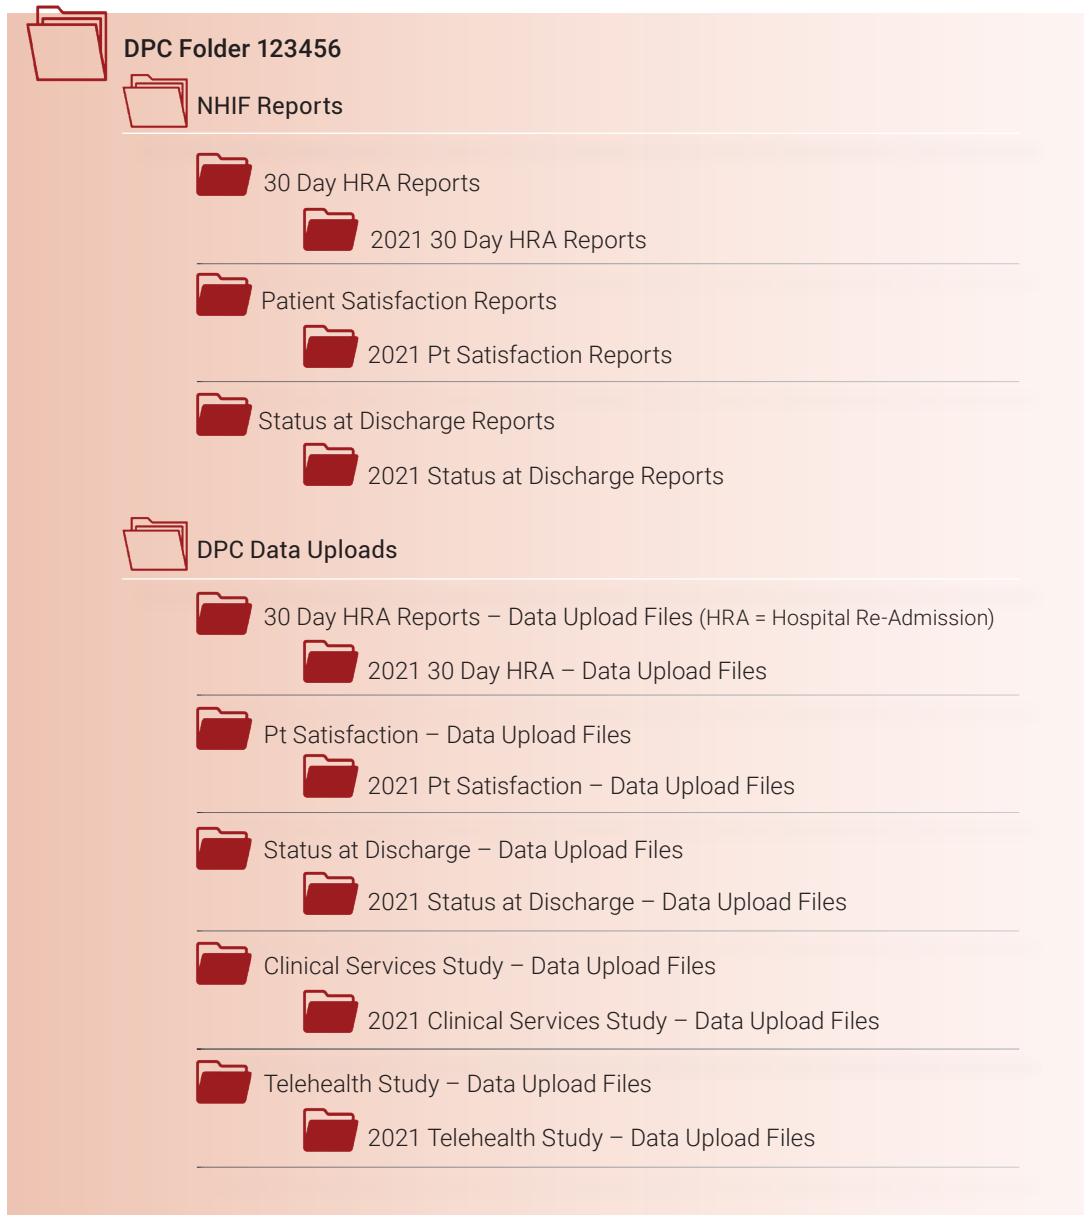 DPC Folder 123456
NHIF Reports
30 Day HRA Reports
2021 30 Day HRA Reports
Patient Satisfaction Reports
2021 Pt Satisfaction Reports
Status at Discharge Reports
2021 Status at Discharge Reports
DPC Data Uploads
30 Day HRA Reports – Data Upload Files (HRA = Hospital Re-Admission)
2021 30 Day HRA – Data Upload Files
Pt Satisfaction – Data Upload Files
2021 Pt Satisfaction – Data Upload Files
Status at Discharge – Data Upload Files
2021 Status at Discharge – Data Upload Files
Clinical Services Study – Data Upload Files
2021 Clinical Services Study – Data Upload Files
Telehealth Study – Data Upload Files
2021 Telehealth Study – Data Upload Files